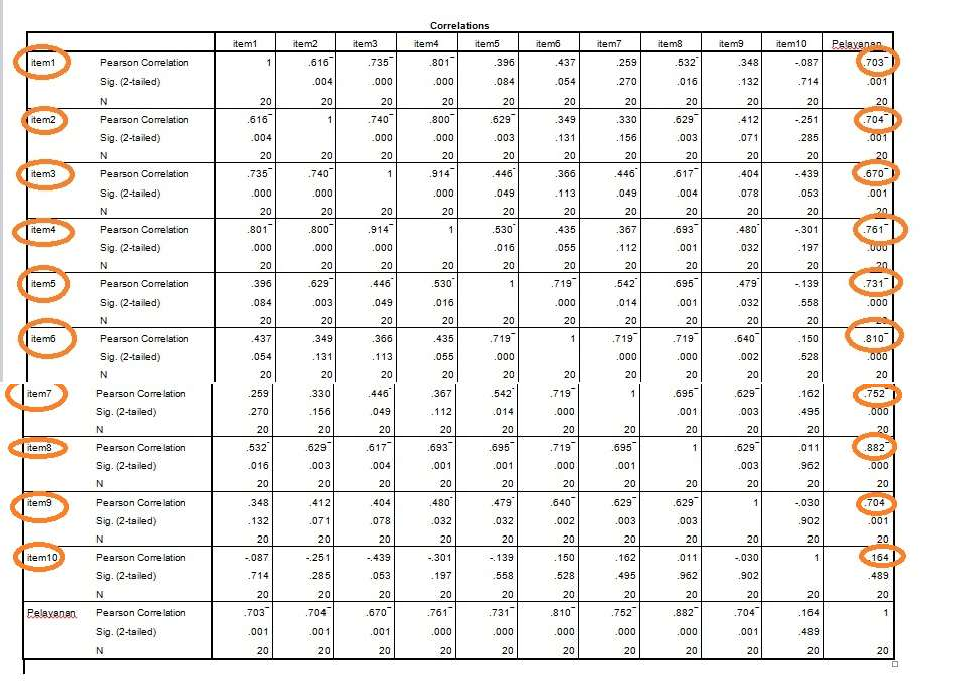 Correlations
item1 item2 item3 item4 item5 item6 item7 item8 item9 item10 Pelayanan
item1 Pearson Correlation 1 .616** .735** .801** .396 .437 .259 .532* .348 -.087 .703**
Sig. (2-tailed) .004 .000 .000 .084 .054 .270 .016 .132 .714 .001
N 20 20 20 20 20 20 20 20 20 20 20
item2 Pearson Correlation .616** 1 .740** .800** .629** .349 .330 .629** .412 -.251 .704**
Sig. (2-tailed) .004 .000 .000 .003 .131 .156 .003 .071 .285 .001
N 20 20 20 20 20 20 20 20 20 20 20
item3 Pearson Correlation .735** .740** 1 .914** .446* .366 .446* .617** .404 -.439 .670**
Sig. (2-tailed) .000 .000 .000 .049 .113 .049 .004 .078 .053 .001
N 20 20 20 20 20 20 20 20 20 20 20
item4 Pearson Correlation .801** .800** .914** 1 .530* .435 .367 .693** .480* -.301 .761**
Sig. (2-tailed) .000 .000 .000 .016 .055 .112 .001 .032 .197 .000
N 20 20 20 20 20 20 20 20 20 20 20
item5 Pearson Correlation .396 .629** .446* .530* 1 .719** .542* .695** .479* -.139 .731**
Sig. (2-tailed) .084 .003 .049 .016 .000 .014 .001 .032 .558 .000
N 20 20 20 20 20 20 20 20 20 20 20
item6 Pearson Correlation .437 .349 .366 .435 .719** 1 .719** .719** .640** .150 .810**
Sig. (2-tailed) .054 .131 .113 .055 .000 .000 .000 .002 .528 .000
N 20 20 20 20 20 20 20 20 20 20 20
item7 Pearson Correlation .259 .330 .446* .367 .542* .719** 1 .695** .629** .162 .752**
Sig. (2-tailed) .270 .156 .049 .112 .014 .000 .001 .003 .495 .000
N 20 20 20 20 20 20 20 20 20 20 20
item8 Pearson Correlation .532* .629** .617** .693** .695** .719** .695** 1 .629** .011 .882**
Sig. (2-tailed) .016 .003 .004 .001 .001 .000 .001 .003 .962 .000
N 20 20 20 20 20 20 20 20 20 20 20
item9 Pearson Correlation .348 .412 .404 .480* .479* .640** .629** .629** 1 -.030 .704**
Sig. (2-tailed) .132 .071 .078 .032 .032 .002 .003 .003 .902 .001
N 20 20 20 20 20 20 20 20 20 20 20
item10 Pearson Correlation -.087 -.251 -.439 -.301 -.139 .150 .162 .011 -.030 1 .164
Sig. (2-tailed) .714 .285 .053 .197 .558 .528 .495 .962 .902 .489
N 20 20 20 20 20 20 20 20 20 20 20
Pelayanan Pearson Correlation .703** .704** .670** .761** .731** .810** .752** .882** .704** .164 1
Sig. (2-tailed) .001 .001 .001 .000 .000 .000 .000 .000 .001 .489
N 20 20 20 20 20 20 20 20 20 20 20